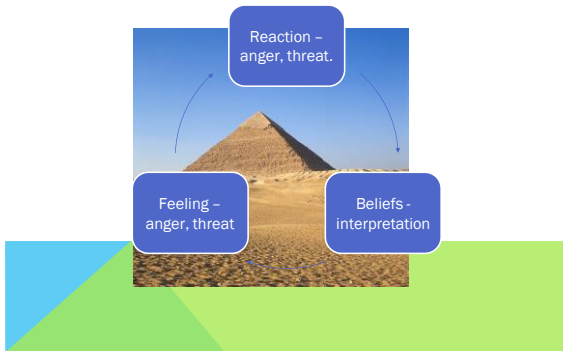 Reaction –
anger, threat.
Feeling –
anger, threat
Beliefs -
interpretation